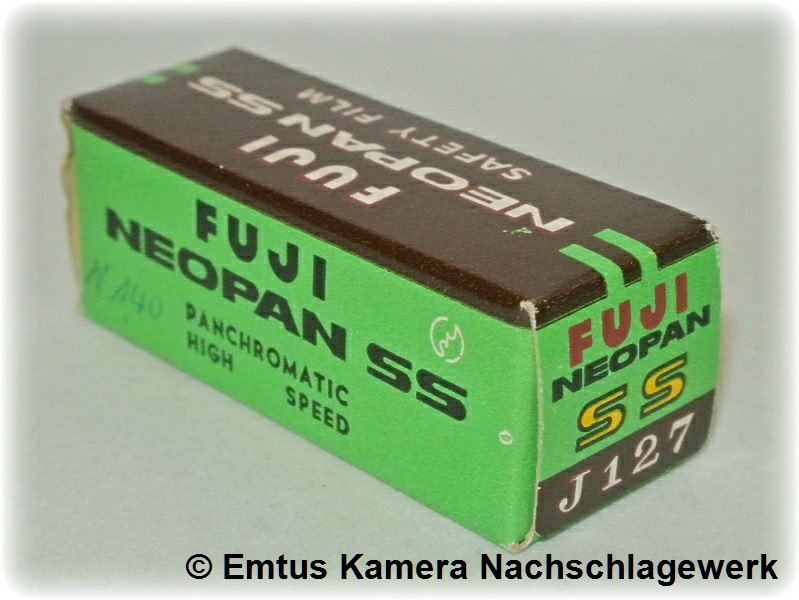 FUJI
NEOPAN SS
SAFETY FILM
FUJI
NEOPAN SS
PANCHROMATIC
HIGH SPEED
FUJI
NEOPAN
SS
J127
© Emtus Kamera Nachschlagewerk